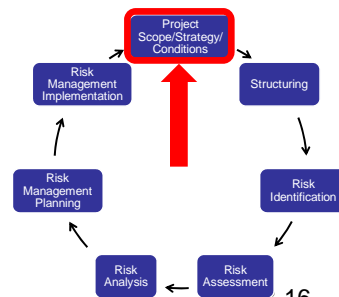 Project
Scope/Strategy/
Conditions
Structuring
Risk
Identification
Risk
Assessment
Risk
Analysis
Risk
Management
Planning
Risk
Management
Implementation
16